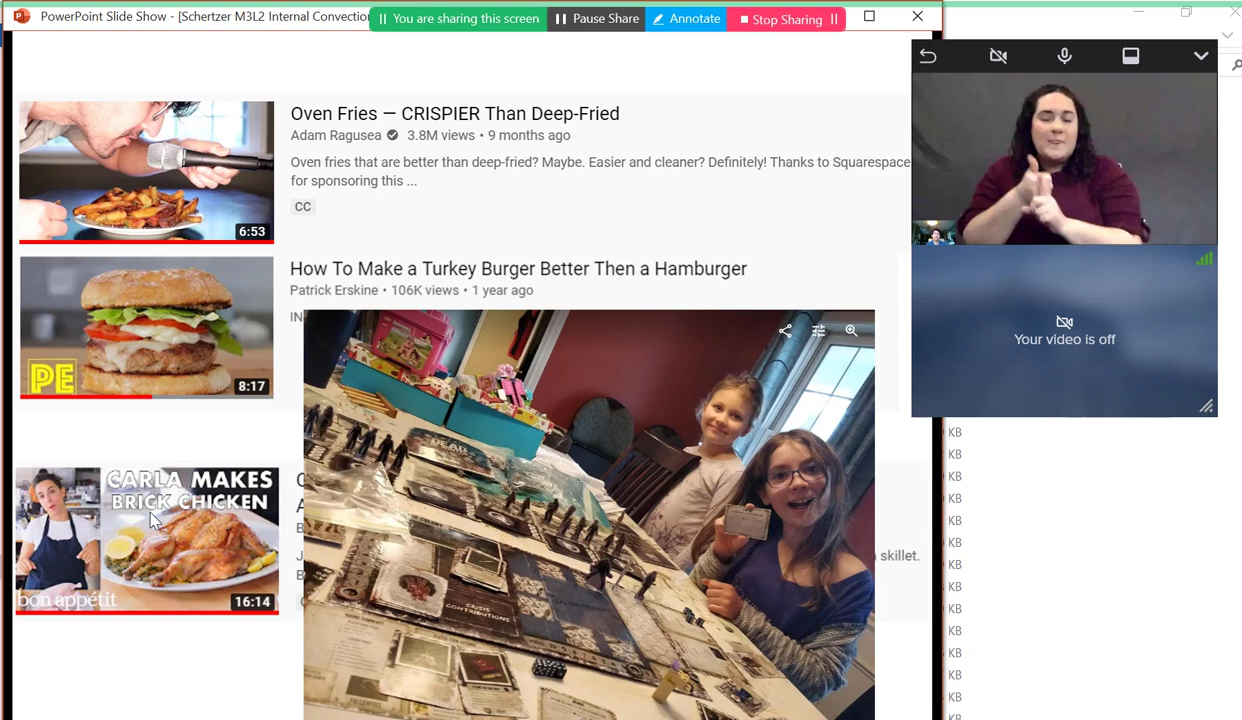 PowerPoint Slide Show - [Schertzer M3L2 Internal Convention
You are sharing this screen
Pause Share
Annotate
Stop Sharing
Oven Fries — CRISPIER Than Deep-Fried
Adam Ragusea 3.8M views • 9 months ago
Oven fries that are better than deep-fried? Maybe. Easier and cleaner? Definitely! Thanks to Squarespace
for sponsoring this ...
CC
6:53
How To Make a Turkey Burger Better Then a Hamburger
Patrick Erskine • 106K views • 1 year ago
IN
PE
8:17
CARLA MAKES
BRICK CHICKEN
bon appétit
16:14
skillet.
CRISIS
CONTRIBUTIONS
Your video is off
KB
KB
KB
KB
KB
KB
KB
KB
KB
KB
KB
KB
KB
KB